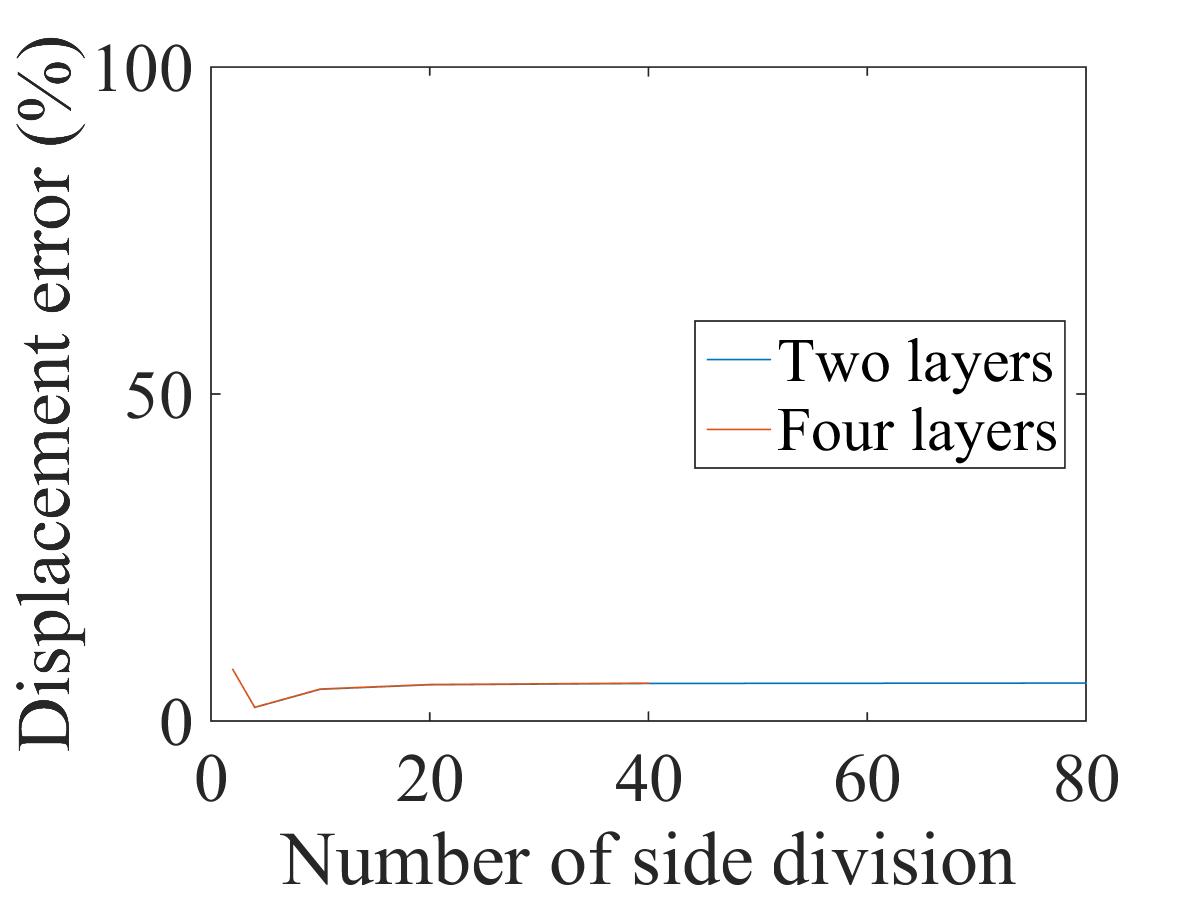 Displacement error (%)
100
50
0
Two layers
Four layers
0 20 40 60 80
Number of side division